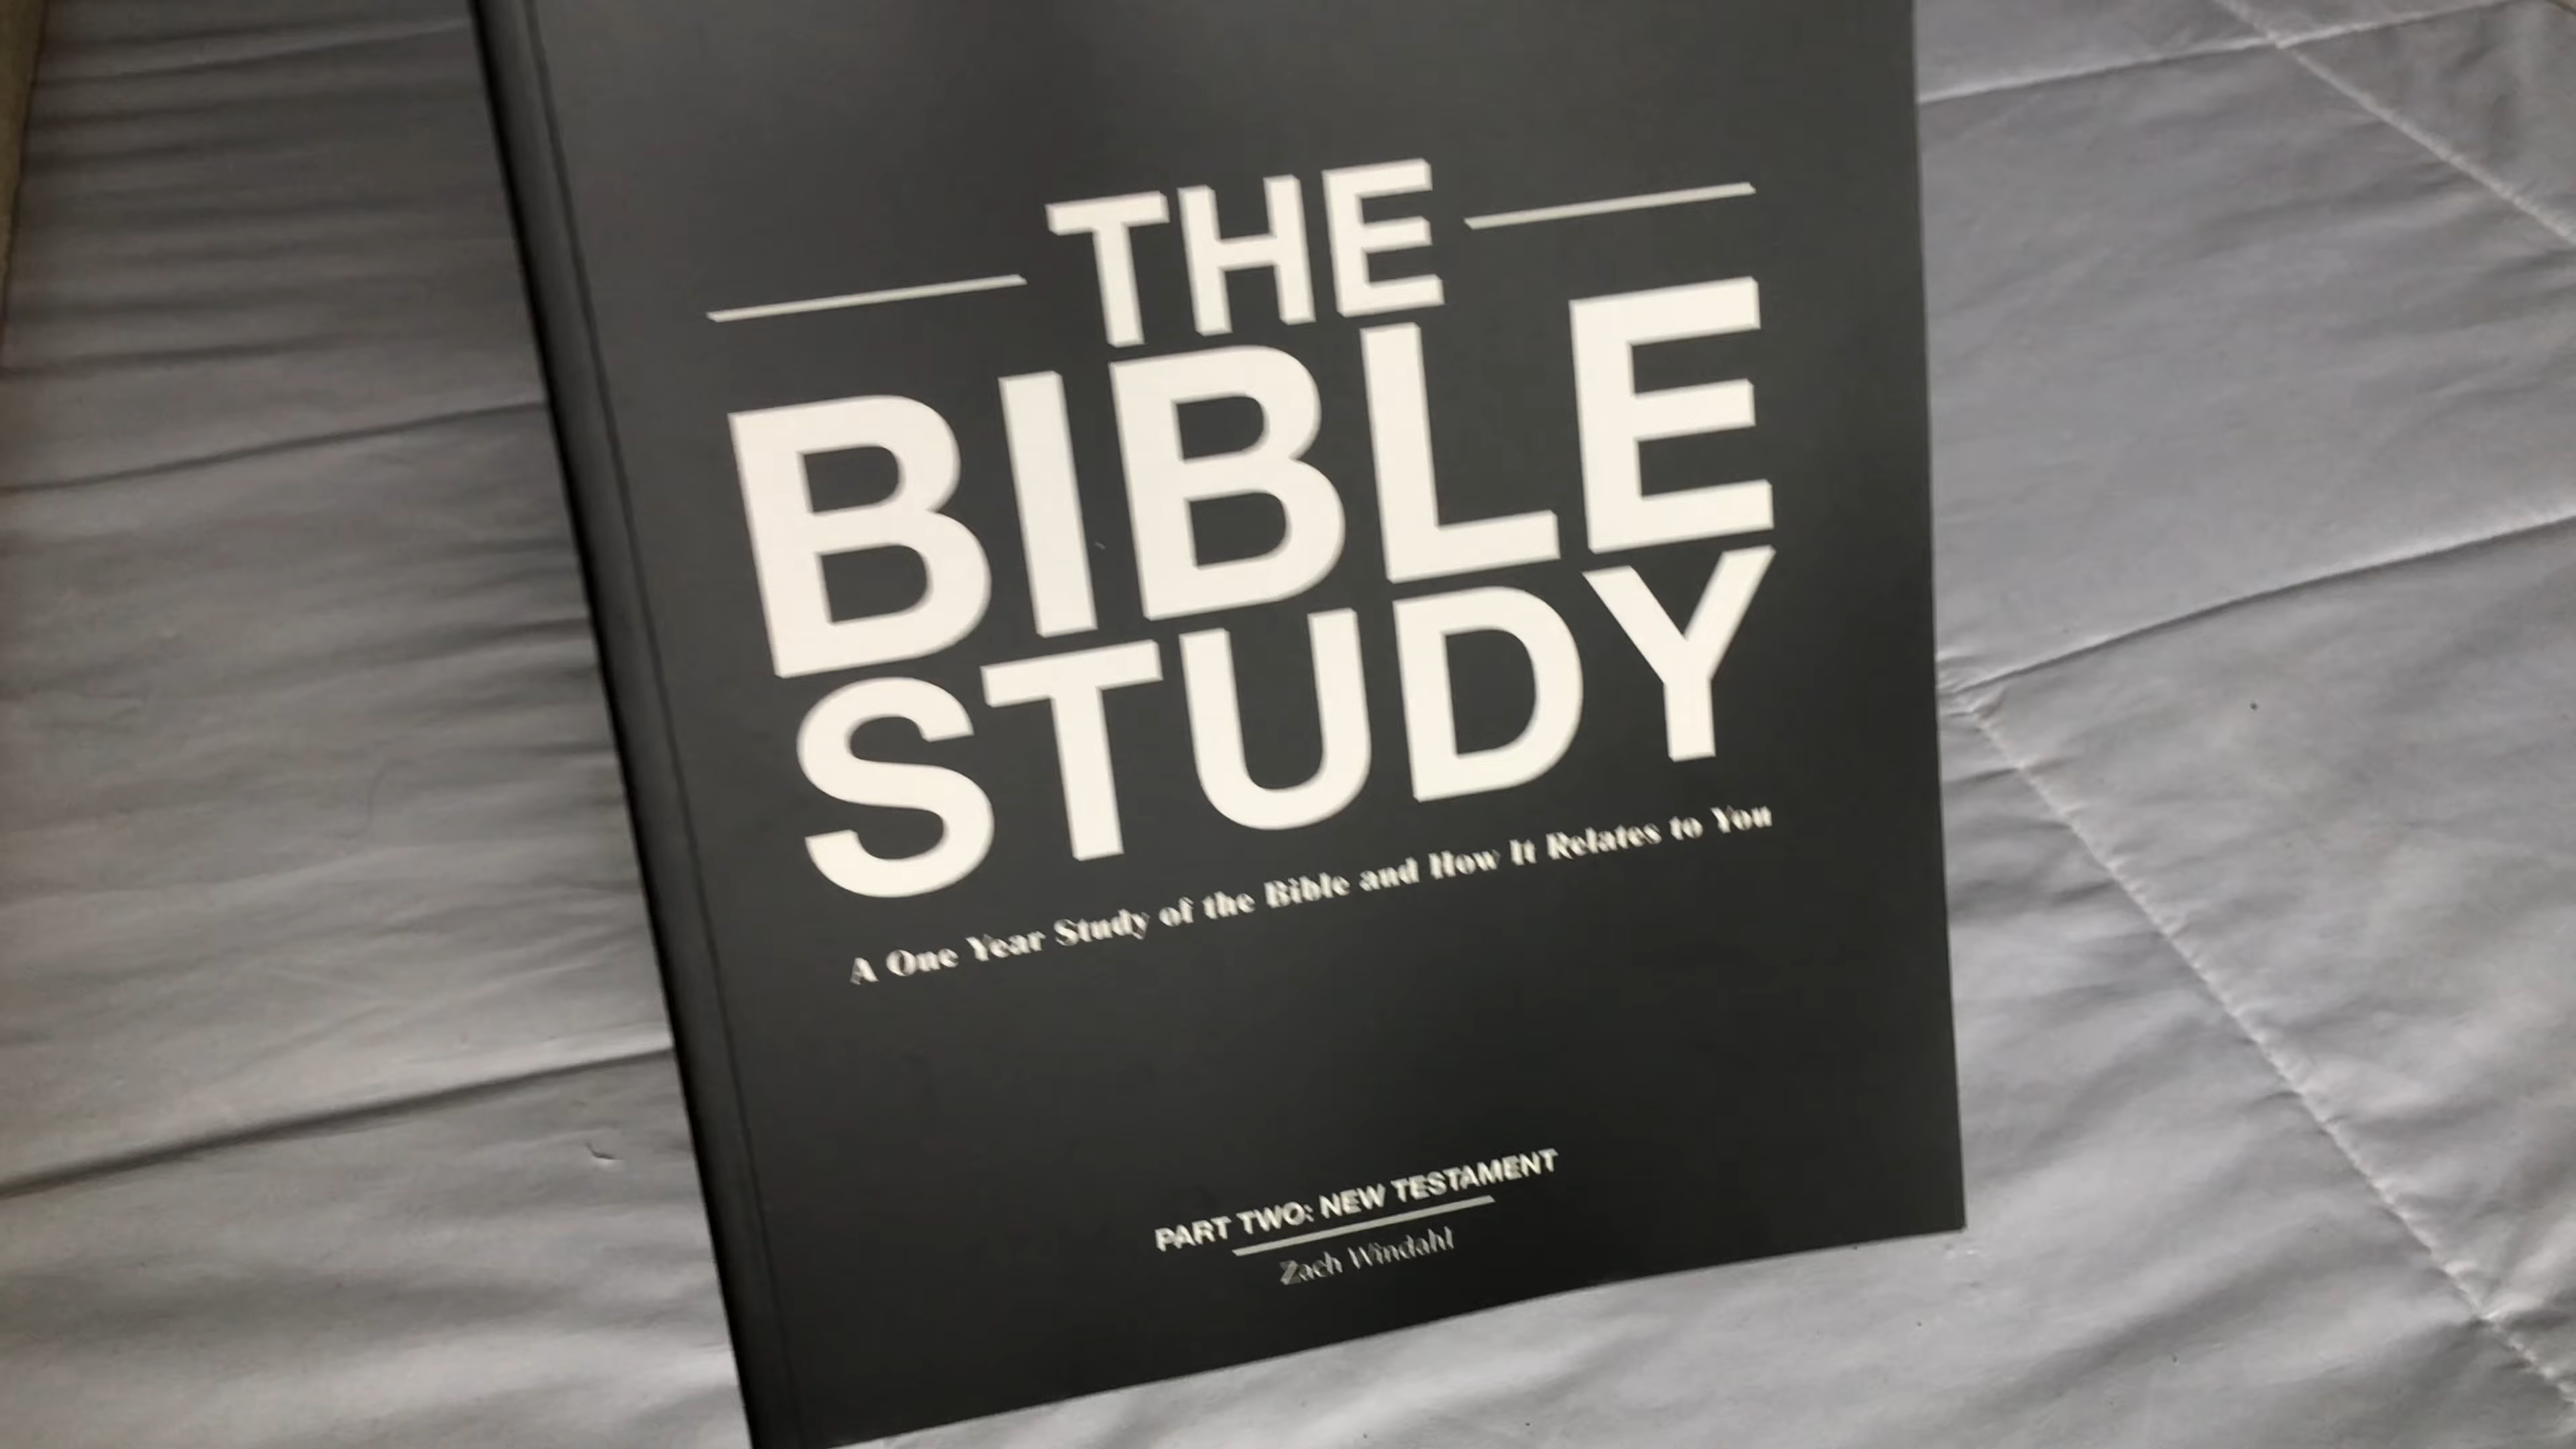 THE
BIBLE
STUDY
A One Year Study of the Bible and How It Relates to You
PART TWO: NEW TESTAMENT
Zach Windahl